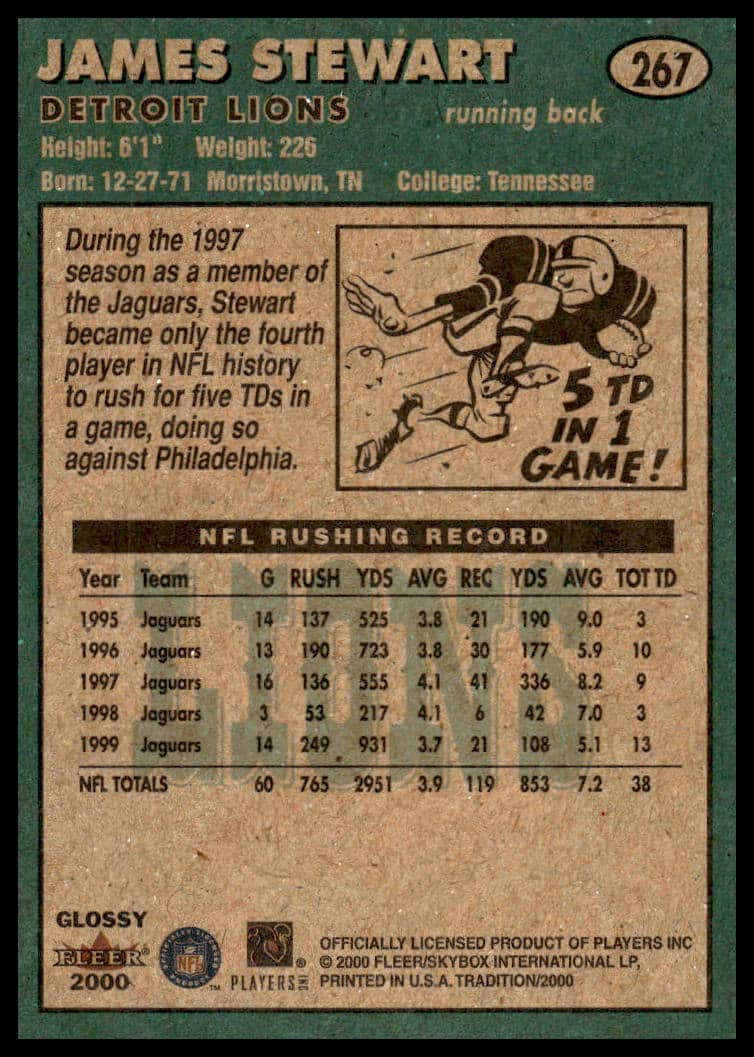 JAMES STEWART
267
DETROIT LIONS
running back
Height: 6'1" Weight: 226
Born: 12-27-71 Morristown, TN College: Tennessee
During the 1997
season as a member of
the Jaguars, Stewart
became only the fourth
player in NFL history
to rush for five TDs in
a game, doing so
against Philadelphia.
5 TD
IN 1
GAME!
NFL RUSHING RECORD
Year Team G RUSH YDS AVG REC YDS AVG TOT TD
1995 Jaguars 14 137 525 3.8 21 190 9.0 3
1996 Jaguars 13 190 723 3.8 30 177 5.9 10
1997 Jaguars 16 136 555 4.1 41 336 8.2 9
1998 Jaguars 3 53 217 4.1 6 42 7.0 3
1999 Jaguars 14 249 931 3.7 21 108 5.1 13
NFL TOTALS 60 765 2951 3.9 119 853 7.2 38
LIONS
GLOSSY
FLEER®
2000
NFL
™
PLAYERS INC
®
OFFICIALLY LICENSED PRODUCT OF PLAYERS INC
© 2000 FLEER/SKYBOX INTERNATIONAL LP,
PRINTED IN U.S.A. TRADITION/2000